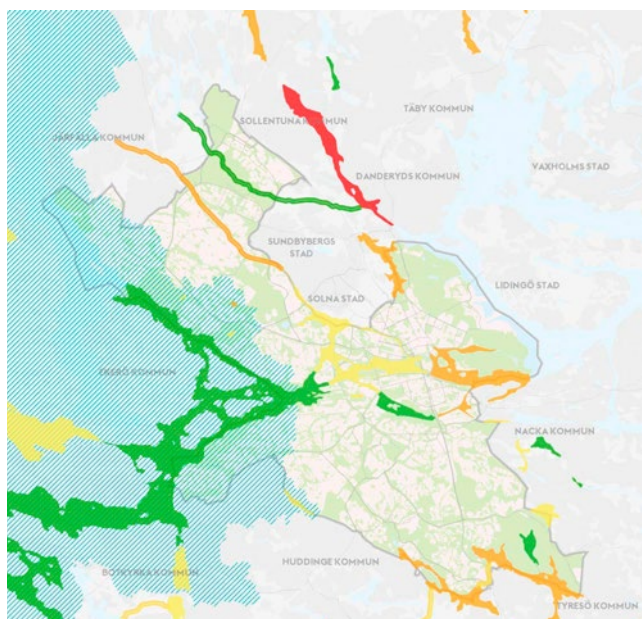 TÄBY KOMMUN
SOLLENTUNA KOMMUN
JÄRFÄLLA KOMMUN
DANDERYDS KOMMUN
VAXHOLMS STAD
SUNDBYBERGS
STAD
LIDINGÖ STAD
SOLNA STAD
EKERÖ KOMMUN
NACKA KOMMUN
HUDDINGE KOMMUN
BOTKYRKA KOMMUN
TYRESÖ KOMMUN